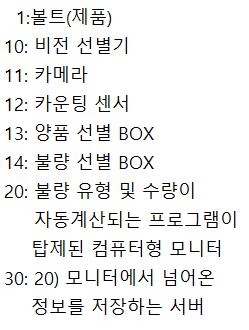 1:볼트(제품)
10: 비전 선별기
11: 카메라
12: 카운팅 센서
13: 양품 선별 BOX
14: 불량 선별 BOX
20: 불량 유형 및 수량이
자동계산되는 프로그램이
탑제된 컴퓨터형 모니터
30: 20) 모니터에서 넘어온
정보를 저장하는 서버